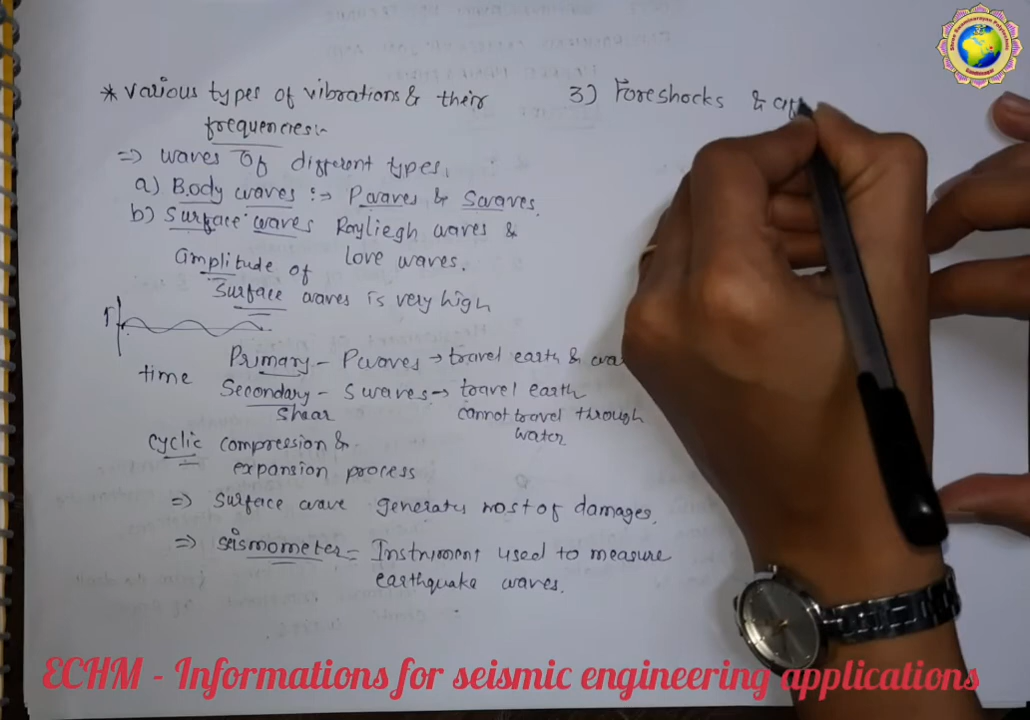 * various types of vibrations & their
frequencies:-
⇒ waves of different types.
a) Body waves :→ P waves & S waves.
b) Surface waves Rayliegh waves &
love waves.
amplitude of
Surface waves is very high
time
Primary - P waves → travel earth &
Secondary - S waves → travel earth
Shear
cannot travel through
water
cyclic compression &
expansion process
⇒ Surface wave generates most of damages.
⇒ seismometer = Instrument used to measure
earthquake waves.
3) Foreshocks &
ECHM - Informations for seismic engineering applications